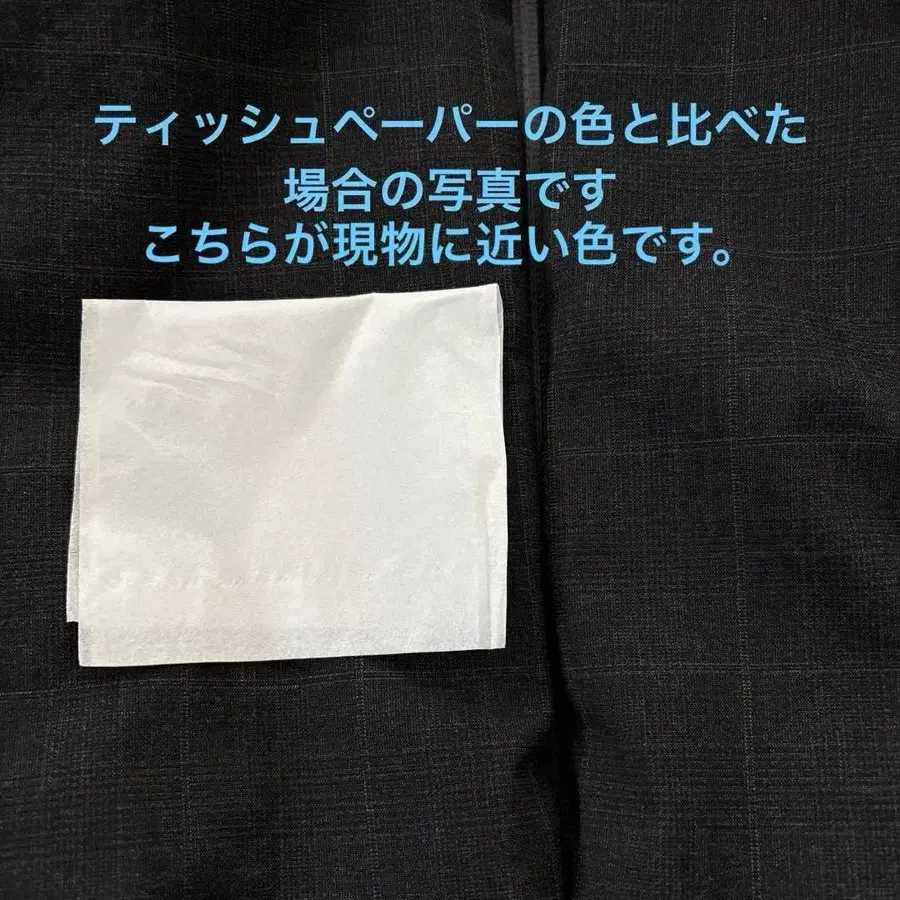 ティッシュペーパーの色と比べた
場合の写真です
こちらが現物に近い色です。